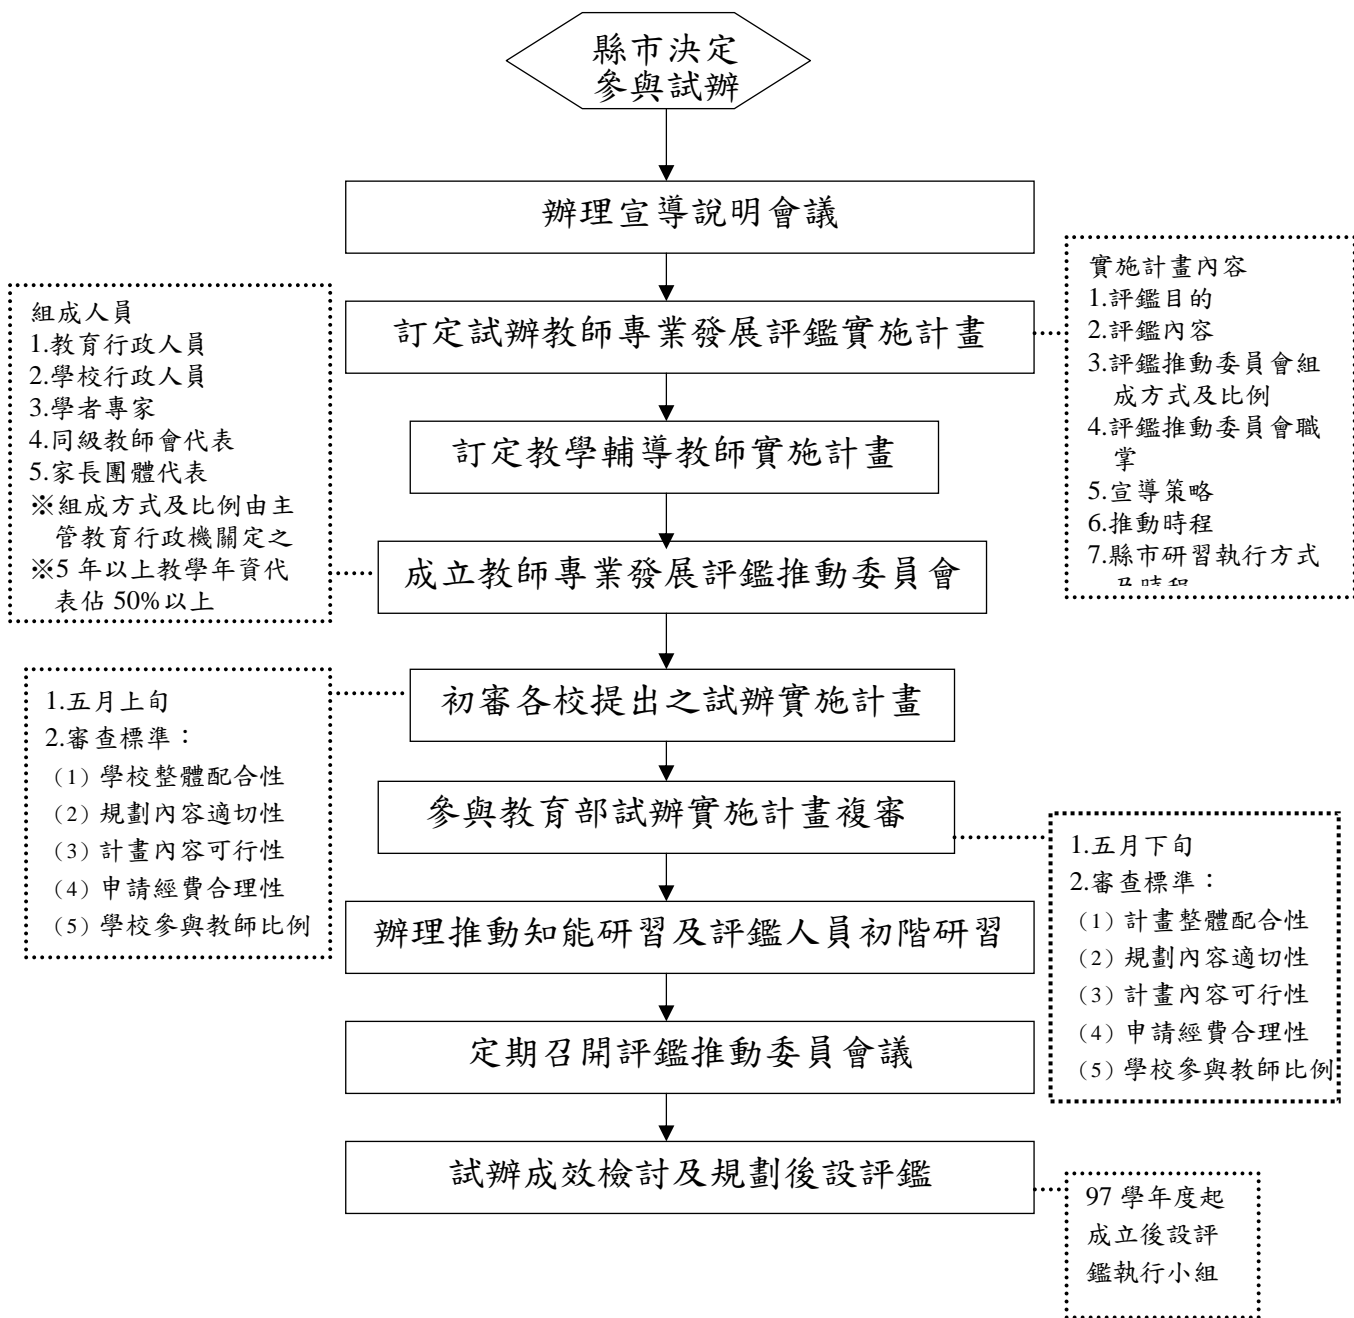 縣市決定
參與試辦
辦理宣導說明會議
訂定試辦教師專業發展評鑑實施計畫
實施計畫內容
1.評鑑目的
2.評鑑內容
3.評鑑推動委員會組
成方式及比例
4.評鑑推動委員會職
掌
5.宣導策略
6.推動時程
7.縣市研習執行方式
及時程
訂定教學輔導教師實施計畫
組成人員
1.教育行政人員
2.學校行政人員
3.學者專家
4.同級教師會代表
5.家長團體代表
※組成方式及比例由主
管教育行政機關定之
※5 年以上教學年資代
表佔 50%以上
成立教師專業發展評鑑推動委員會
1.五月上旬
2.審查標準：
(1) 學校整體配合性
(2) 規劃內容適切性
(3) 計畫內容可行性
(4) 申請經費合理性
(5) 學校參與教師比例
初審各校提出之試辦實施計畫
參與教育部試辦實施計畫複審
1.五月下旬
2.審查標準：
(1) 計畫整體配合性
(2) 規劃內容適切性
(3) 計畫內容可行性
(4) 申請經費合理性
(5) 學校參與教師比例
辦理推動知能研習及評鑑人員初階研習
定期召開評鑑推動委員會議
試辦成效檢討及規劃後設評鑑
97 學年度起
成立後設評
鑑執行小組